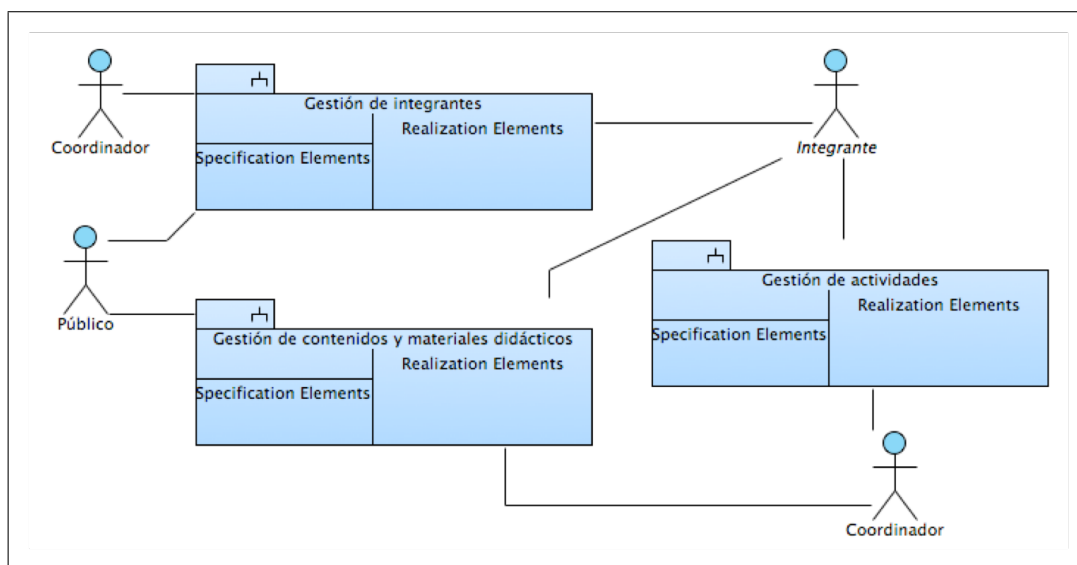 Coordinador
Gestión de integrantes
Realization Elements
Specification Elements
Integrante
Público
Gestión de contenidos y materiales didácticos
Realization Elements
Specification Elements
Gestión de actividades
Realization Elements
Specification Elements
Coordinador